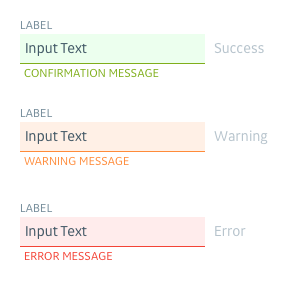 LABEL
Input Text Success
CONFIRMATION MESSAGE
LABEL
Input Text Warning
WARNING MESSAGE
LABEL
Input Text Error
ERROR MESSAGE